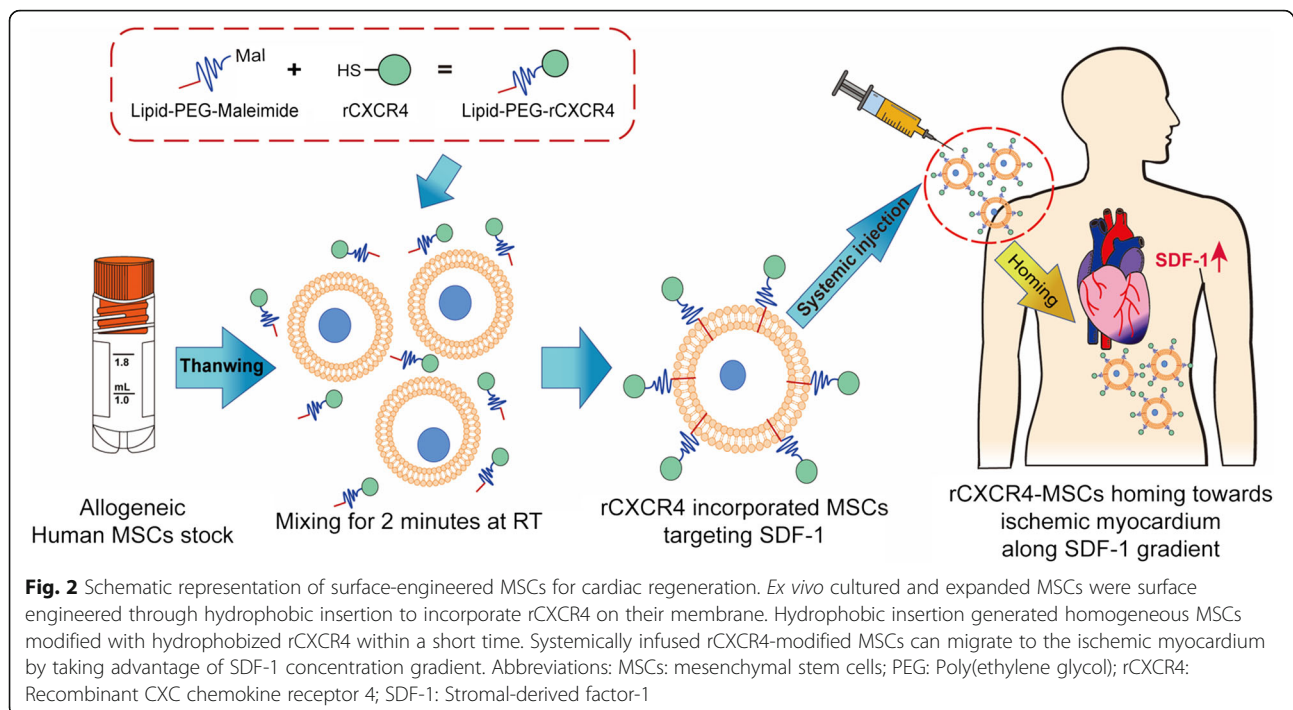 Mal
+
HS
=
Lipid-PEG-Maleimide
rCXCR4
Lipid-PEG-rCXCR4
1.8
mL
1.0
Thanwing
Systemic injection
Homing
SDF-1
Allogeneic
Human MSCs stock
Mixing for 2 minutes at RT
rCXCR4 incorporated MSCs
targeting SDF-1
rCXCR4-MSCs homing towards
ischemic myocardium
along SDF-1 gradient
Fig. 2 Schematic representation of surface-engineered MSCs for cardiac regeneration. Ex vivo cultured and expanded MSCs were surface
engineered through hydrophobic insertion to incorporate rCXCR4 on their membrane. Hydrophobic insertion generated homogeneous MSCs
modified with hydrophobized rCXCR4 within a short time. Systemically infused rCXCR4-modified MSCs can migrate to the ischemic myocardium
by taking advantage of SDF-1 concentration gradient. Abbreviations: MSCs: mesenchymal stem cells; PEG: Poly(ethylene glycol); rCXCR4:
Recombinant CXC chemokine receptor 4; SDF-1: Stromal-derived factor-1